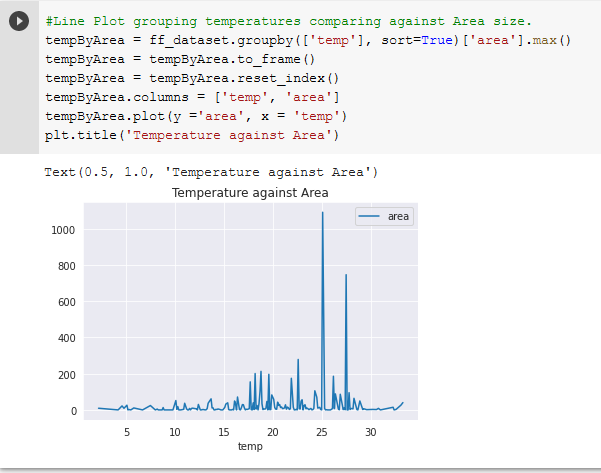 #Line Plot grouping temperatures comparing against Area size.
tempByArea = ff_dataset.groupby(['temp'], sort=True)['area'].max()
tempByArea = tempByArea.to_frame()
tempByArea = tempByArea.reset_index()
tempByArea.columns = ['temp', 'area']
tempByArea.plot(y ='area', x = 'temp')
plt.title('Temperature against Area')
Text(0.5, 1.0, 'Temperature against Area')
Temperature against Area
area
1000
800
600
400
200
0
5 10 15 20 25 30
temp